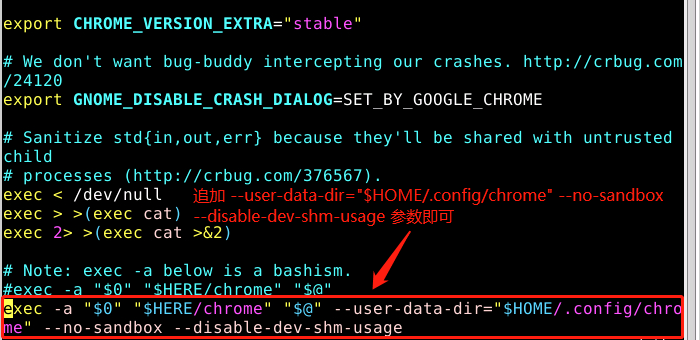 export CHROME_VERSION_EXTRA="stable"
# We don't want bug-buddy intercepting our crashes. http://crbug.com
/24120
export GNOME_DISABLE_CRASH_DIALOG=SET_BY_GOOGLE_CHROME
# Sanitize std{in,out,err} because they'll be shared with untrusted
child
# processes (http://crbug.com/376567).
exec < /dev/null
追加 --user-data-dir="$HOME/.config/chrome" --no-sandbox
exec > >(exec cat)
--disable-dev-shm-usage 参数即可
exec 2> >(exec cat >&2)
# Note: exec -a below is a bashism.
#exec -a "$0" "$HERE/chrome" "$@"
exec -a "$0" "$HERE/chrome" "$@" --user-data-dir="$HOME/.config/chro
me" --no-sandbox --disable-dev-shm-usage